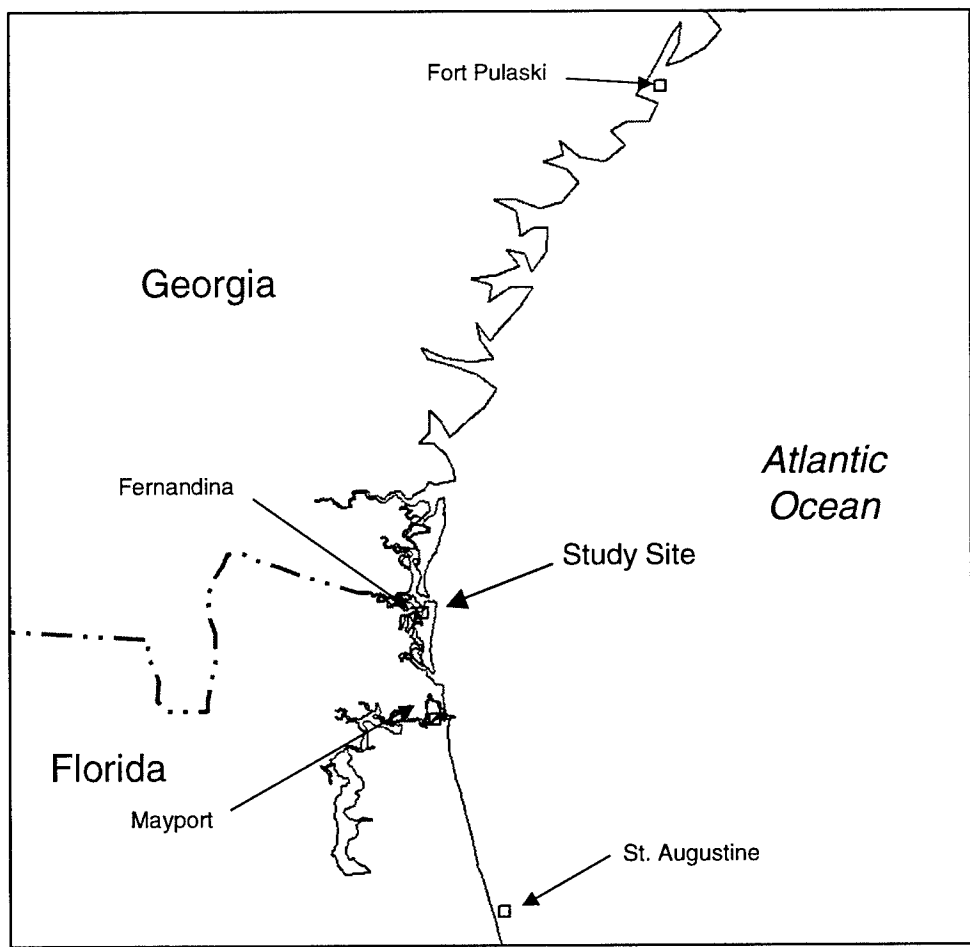 Fort Pulaski
Georgia
Atlantic
Ocean
Fernandina
Study Site
Florida
Mayport
St. Augustine